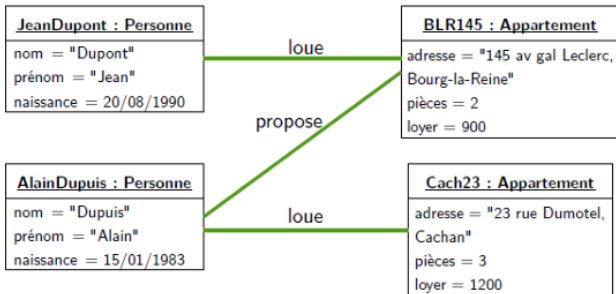 JeanDupont : Personne
nom = "Dupont"
prénom = "Jean"
naissance = 20/08/1990
loue
BLR145 : Appartement
adresse = "145 av gal Leclerc,
Bourg-la-Reine"
pièces = 2
loyer = 900
propose
AlainDupuis : Personne
nom = "Dupuis"
prénom = "Alain"
naissance = 15/01/1983
loue
Cach23 : Appartement
adresse = "23 rue Dumotel,
Cachan"
pièces = 3
loyer = 1200